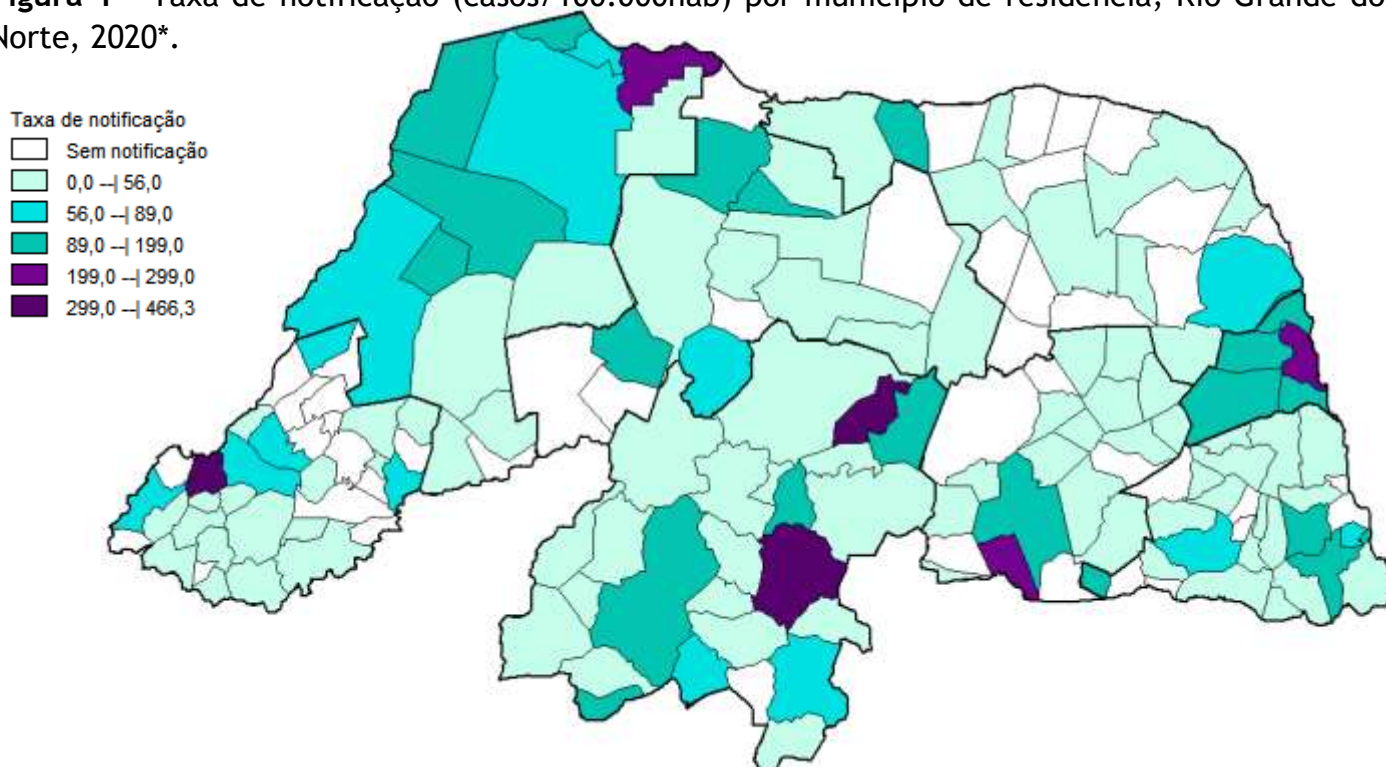 Figura 1 - Taxa de notificação (casos/100.000hab) por município de residência, Rio Grande do
Norte, 2020*.
Taxa de notificação
Sem notificação
0,0 --| 56,0
56,0 --| 89,0
89,0 --| 199,0
199,0 --| 299,0
299,0 --| 466,3